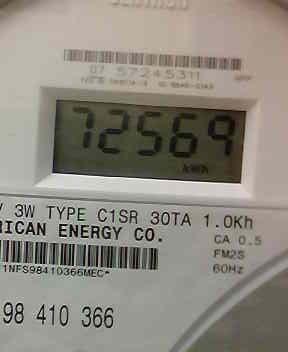 07 57245311
72569
kWh
V 3W TYPE C1SR 30TA 1.0Kh
RICAN ENERGY CO.
CA 0.5
FM2S
60Hz
1NFS98410366MEC*
98 410 366